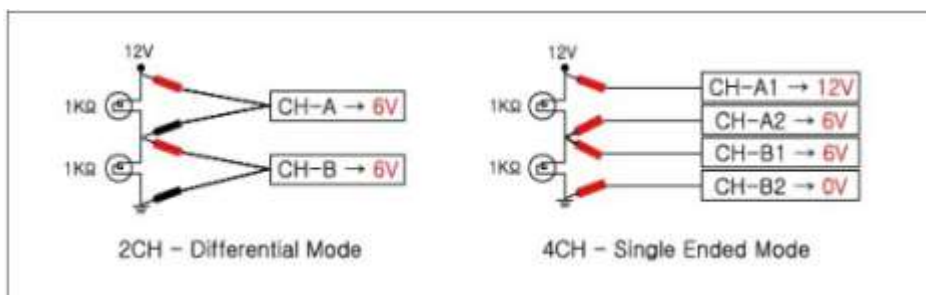 12V
1KΩ
CH-A → 6V
1KΩ
CH-B → 6V
2CH - Differential Mode
12V
1KΩ
CH-A1 → 12V
CH-A2 → 6V
1KΩ
CH-B1 → 6V
CH-B2 → 0V
4CH - Single Ended Mode